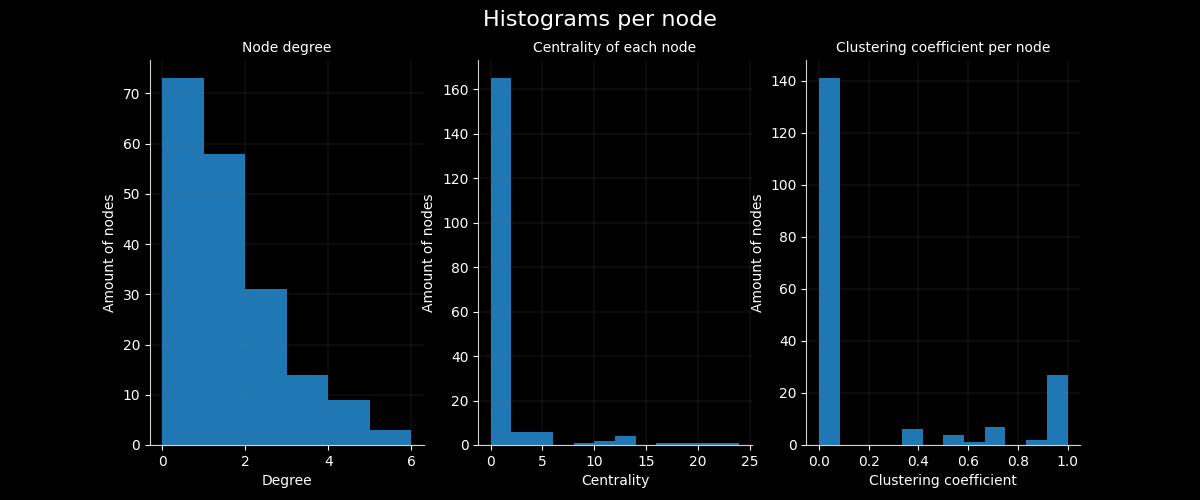 Histograms per node
Node degree
Amount of nodes
70
60
50
40
30
20
10
0
0 2 4 6
Degree
Centrality of each node
Amount of nodes
160
140
120
100
80
60
40
20
0
0 5 10 15 20 25
Centrality
Clustering coefficient per node
Amount of nodes
140
120
100
80
60
40
20
0
0.0 0.2 0.4 0.6 0.8 1.0
Clustering coefficient